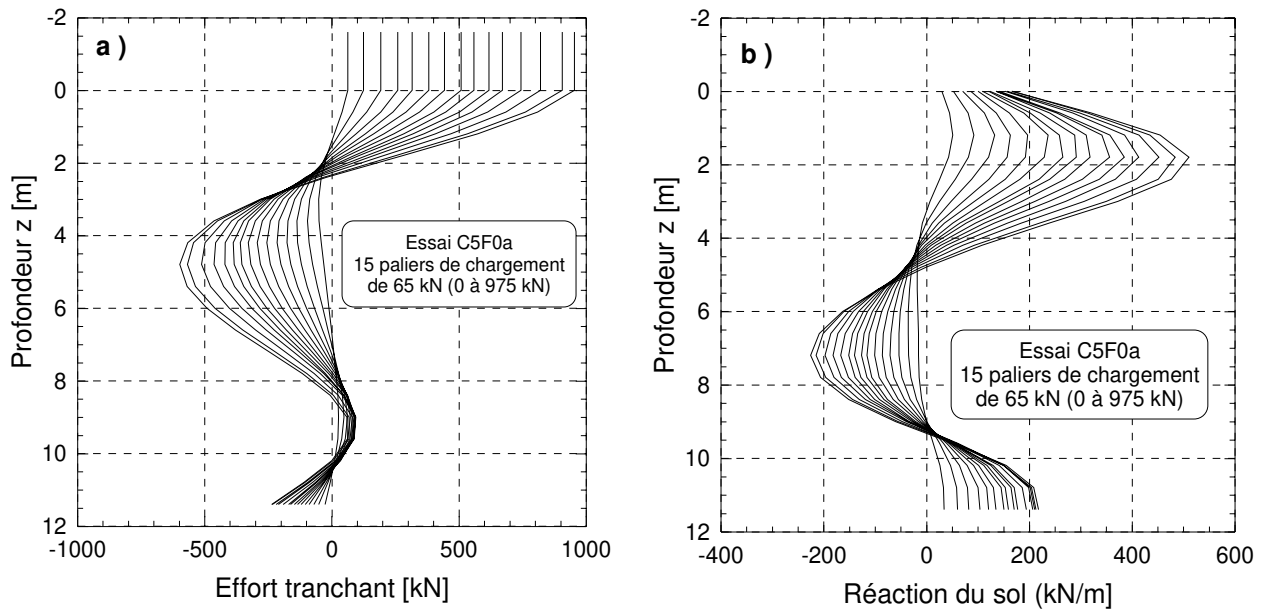 a )
-2
0
2
4
6
8
10
12
Profondeur z [m]
Essai C5F0a
15 paliers de chargement
de 65 kN (0 à 975 kN)
-1000 -500 0 500 1000
Effort tranchant [kN]
b )
-2
0
2
4
6
8
10
12
Profondeur z [m]
Essai C5F0a
15 paliers de chargement
de 65 kN (0 à 975 kN)
-400 -200 0 200 400 600
Réaction du sol (kN/m]